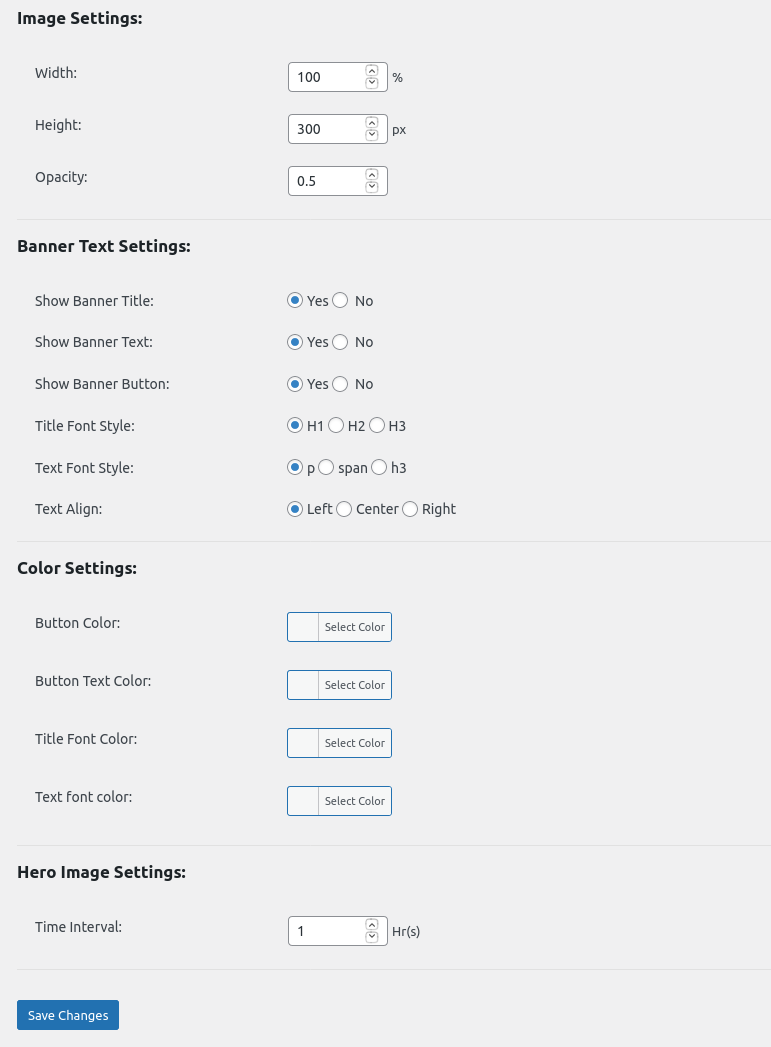 Image Settings:
Width: 100 %
Height: 300 px
Opacity: 0.5
Banner Text Settings:
Show Banner Title: Yes No
Show Banner Text: Yes No
Show Banner Button: Yes No
Title Font Style: H1 H2 H3
Text Font Style: p span h3
Text Align: Left Center Right
Color Settings:
Button Color: Select Color
Button Text Color: Select Color
Title Font Color: Select Color
Text font color: Select Color
Hero Image Settings:
Time Interval: 1 Hr(s)
Save Changes